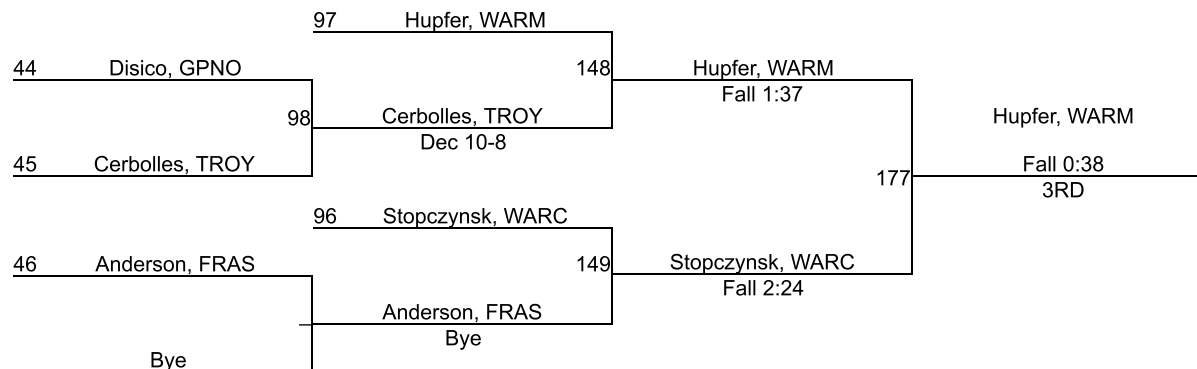 97 Hupfer, WARM
44 Disico, GPNO
148 Hupfer, WARM
Fall 1:37
98 Cerbolles, TROY
Dec 10-8
Hupfer, WARM
45 Cerbolles, TROY
Fall 0:38
177
3RD
96 Stopczynsk, WARC
46 Anderson, FRAS
149 Stopczynsk, WARC
Fall 2:24
Anderson, FRAS
Bye
Bye